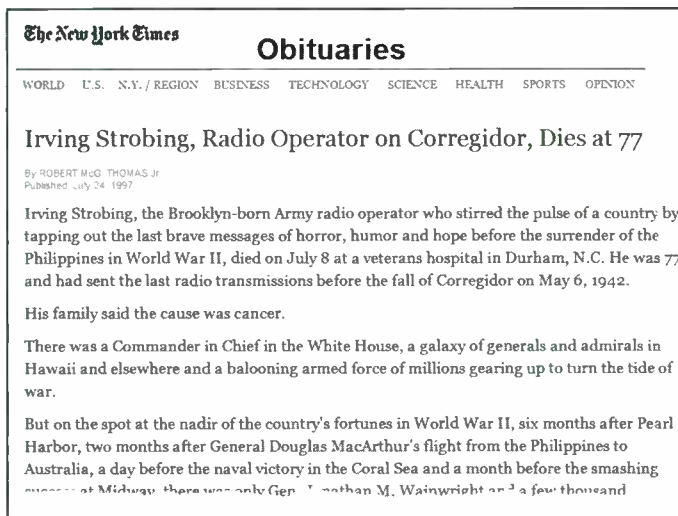 The New York Times
Obituaries
WORLD U.S. N.Y. / REGION BUSINESS TECHNOLOGY SCIENCE HEALTH SPORTS OPINION
Irving Strobing, Radio Operator on Corregidor, Dies at 77
By ROBERT McG. THOMAS Jr
Published July 24, 1997
Irving Strobing, the Brooklyn-born Army radio operator who stirred the pulse of a country by
tapping out the last brave messages of horror, humor and hope before the surrender of the
Philippines in World War II, died on July 8 at a veterans hospital in Durham, N.C. He was 77
and had sent the last radio transmissions before the fall of Corregidor on May 6, 1942.
His family said the cause was cancer.
There was a Commander in Chief in the White House, a galaxy of generals and admirals in
Hawaii and elsewhere and a balooning armed force of millions gearing up to turn the tide of
war.
But on the spot at the nadir of the country's fortunes in World War II, six months after Pearl
Harbor, two months after General Douglas MacArthur's flight from the Philippines to
Australia, a day before the naval victory in the Coral Sea and a month before the smashing
at Midway, there was only Gen. Jonathan M. Wainwright and a few thousand